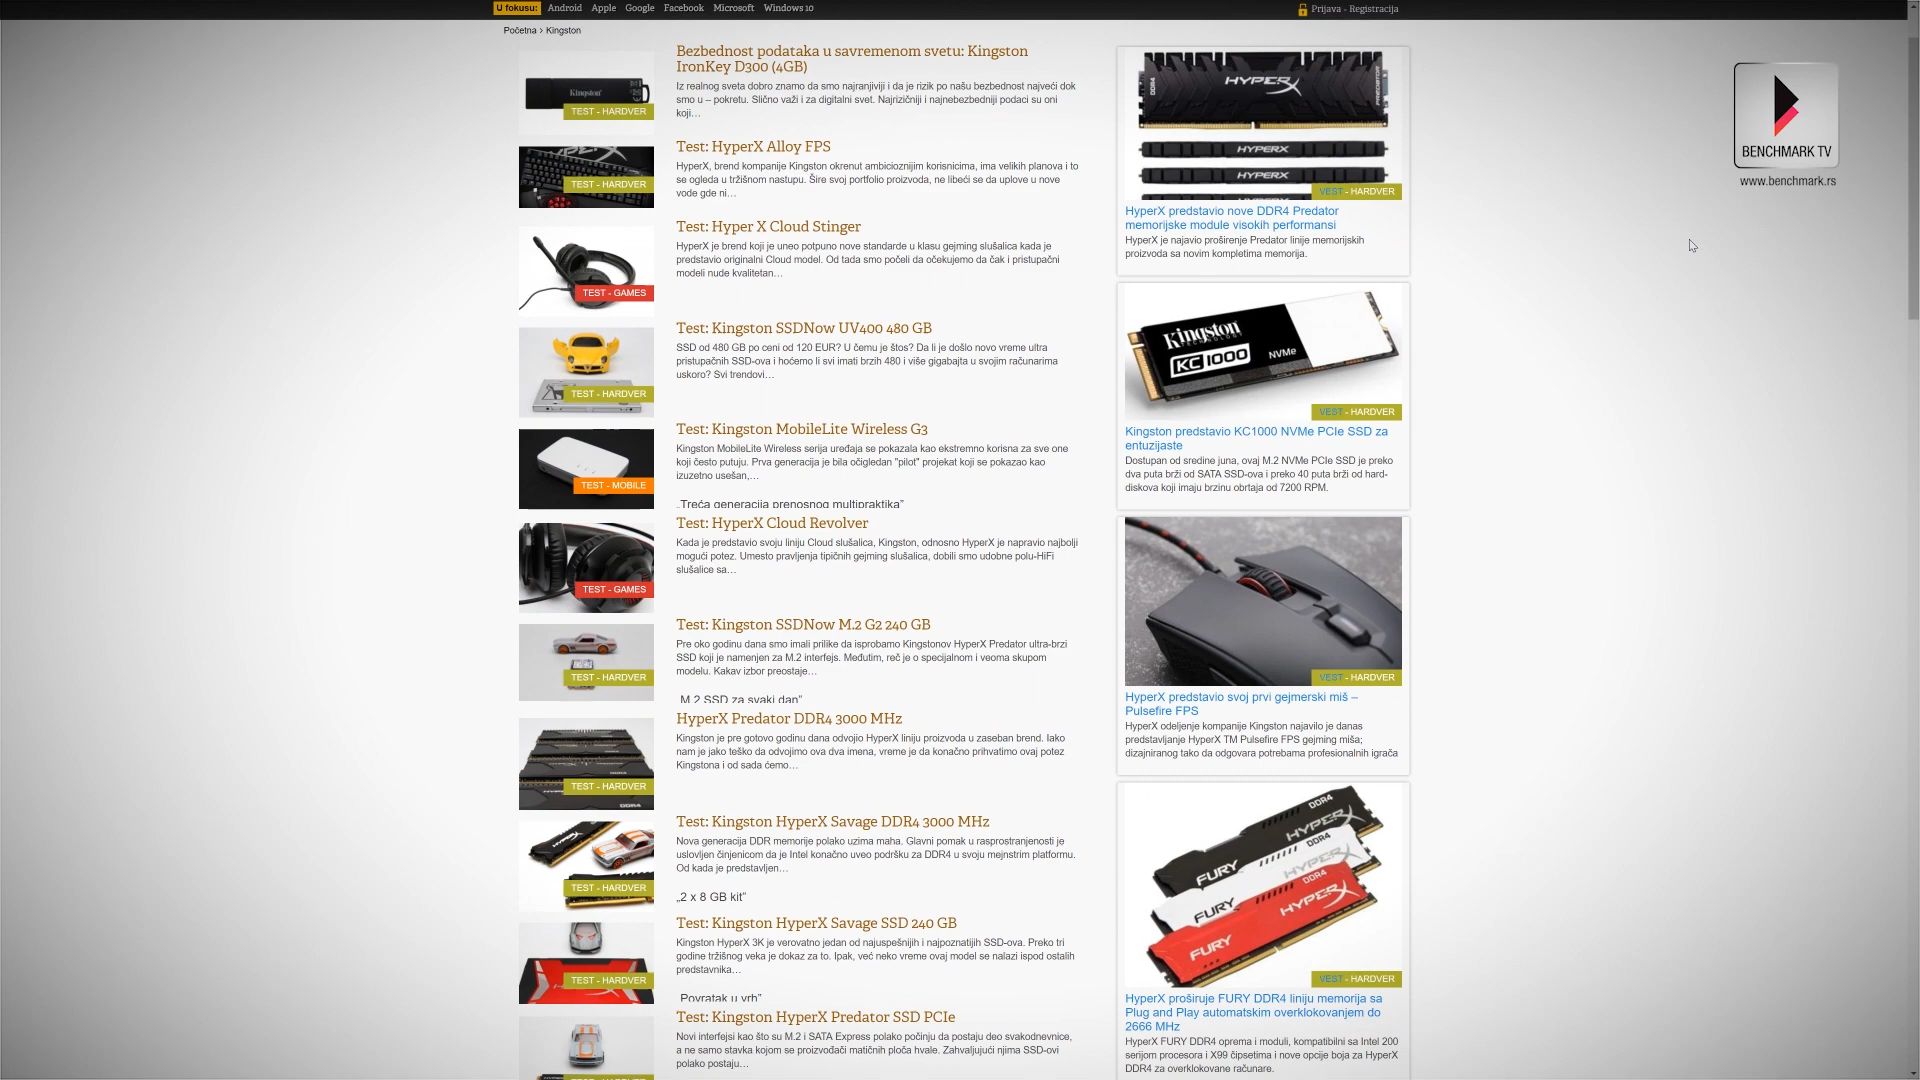 U fokusu: Android Apple Google Facebook Microsoft Windows 10
Prijava - Registracija
Početna > Kingston
Bezbednost podataka u savremenom svetu: Kingston
IronKey D300 (4GB)
Iz realnog sveta dobro znamo da smo najranjiviji i da je rizik po našu bezbednost najveći dok
smo u – pokretu. Slično važi i za digitalni svet. Najrizičniji i najnebezbedniji podaci su oni
koji…
Kingston
TEST - HARDVER
Test: HyperX Alloy FPS
HyperX, brend kompanije Kingston okrenut ambicioznijim korisnicima, ima velikih planova i to
se ogleda u tržišnom nastupu. Šire svoj portfolio proizvoda, ne libeći se da uplove u nove
vode gde ni…
TEST - HARDVER
Test: Hyper X Cloud Stinger
HyperX je brend koji je uneo potpuno nove standarde u klasu gejming slušalica kada je
predstavio originalni Cloud model. Od tada smo počeli da očekujemo da čak i pristupačni
modeli nude kvalitetan…
TEST - GAMES
Test: Kingston SSDNow UV400 480 GB
SSD od 480 GB po ceni od 120 EUR? U čemu je štos? Da li je došlo novo vreme ultra
pristupačnih SSD-ova i hoćemo li svi imati brzih 480 i više gigabajta u svojim računarima
uskoro? Svi trendovi…
TEST - HARDVER
Test: Kingston MobileLite Wireless G3
Kingston MobileLite Wireless serija uređaja se pokazala kao ekstremno korisna za sve one
koji često putuju. Prva generacija je bila očigledan "pilot" projekat koji se pokazao kao
izuzetno usešan,…
TEST - MOBILE
„Treća generacija prenosnog multipraktika”
Test: HyperX Cloud Revolver
Kada je predstavio svoju liniju Cloud slušalica, Kingston, odnosno HyperX je napravio najbolji
mogući potez. Umesto pravljenja tipičnih gejming slušalica, dobili smo udobne polu-HiFi
slušalice sa…
TEST - GAMES
Test: Kingston SSDNow M.2 G2 240 GB
Pre oko godinu dana smo imali prilike da isprobamo Kingstonov HyperX Predator ultra-brzi
SSD koji je namenjen za M.2 interfejs. Međutim, reč je o specijalnom i veoma skupom
modelu. Kakav izbor preostaje…
TEST - HARDVER
„M.2 SSD za svaki dan”
HyperX Predator DDR4 3000 MHz
Kingston je pre gotovo godinu dana odvojio HyperX liniju proizvoda u zaseban brend. Iako
nam je jako teško da odvojimo ova dva imena, vreme je da konačno prihvatimo ovaj potez
Kingstona i od sada ćemo…
TEST - HARDVER
DDR4
Test: Kingston HyperX Savage DDR4 3000 MHz
Nova generacija DDR memorije polako uzima maha. Glavni pomak u rasprostranjenosti je
uslovljen činjenicom da je Intel konačno uveo podršku za DDR4 u svoju mejnstrim platformu.
Od kada je predstavljen…
TEST - HARDVER
„2 x 8 GB kit”
Test: Kingston HyperX Savage SSD 240 GB
Kingston HyperX 3K je verovatno jedan od najuspešnijih i najpoznatijih SSD-ova. Preko tri
godine tržišnog veka je dokaz za to. Ipak, već neko vreme ovaj model se nalazi ispod ostalih
predstavnika…
TEST - HARDVER
„Povratak u vrh”
Test: Kingston HyperX Predator SSD PCIe
Novi interfejsi kao što su M.2 i SATA Express polako počinju da postaju deo svakodnevnice,
a ne samo stavka kojom se proizvođači matičnih ploča hvale. Zahvaljujući njima SSD-ovi
polako postaju…
DDR4
HYPERX
PREDATOR
HYPERX
HYPERX
VEST - HARDVER
HyperX predstavio nove DDR4 Predator
memorijske module visokih performansi
HyperX je najavio proširenje Predator linije memorijskih
proizvoda sa novim kompletima memorija.
Kingston
TECHNOLOGY
KC1000 NVMe
VEST - HARDVER
Kingston predstavio KC1000 NVMe PCIe SSD za
entuzijaste
Dostupan od sredine juna, ovaj M.2 NVMe PCIe SSD je preko
dva puta brži od SATA SSD-ova i preko 40 puta brži od hard-
diskova koji imaju brzinu obrtaja od 7200 RPM.
VEST - HARDVER
HyperX predstavio svoj prvi gejmerski miš –
Pulsefire FPS
HyperX odeljenje kompanije Kingston najavilo je danas
predstavljanje HyperX TM Pulsefire FPS gejming miša;
dizajniranog tako da odgovara potrebama profesionalnih igrača
DDR4
HYPERX
FURY
DDR4
HYPERX
FURY
DDR4
HYPERX
FURY
VEST - HARDVER
HyperX proširuje FURY DDR4 liniju memorija sa
Plug and Play automatskim overklokovanjem do
2666 MHz
HyperX FURY DDR4 oprema i moduli, kompatibilni sa Intel 200
serijom procesora i X99 čipsetima i nove opcije boja za HyperX
DDR4 za overklokovane računare.
BENCHMARK TV
www.benchmark.rs